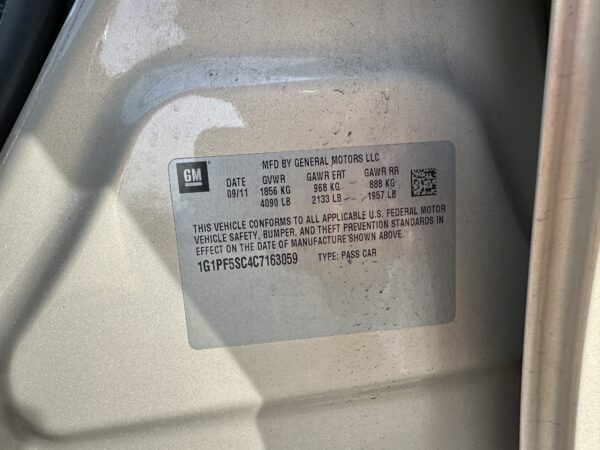 GM
MFD BY GENERAL MOTORS LLC
DATE GVWR GAWR FRT GAWR RR
09/11 1856 KG 968 KG 888 KG
4090 LB 2133 LB 1957 LB
THIS VEHICLE CONFORMS TO ALL APPLICABLE U.S. FEDERAL MOTOR
VEHICLE SAFETY, BUMPER, AND THEFT PREVENTION STANDARDS IN
EFFECT ON THE DATE OF MANUFACTURE SHOWN ABOVE.
1G1PF5SC4C7163059 TYPE: PASS CAR